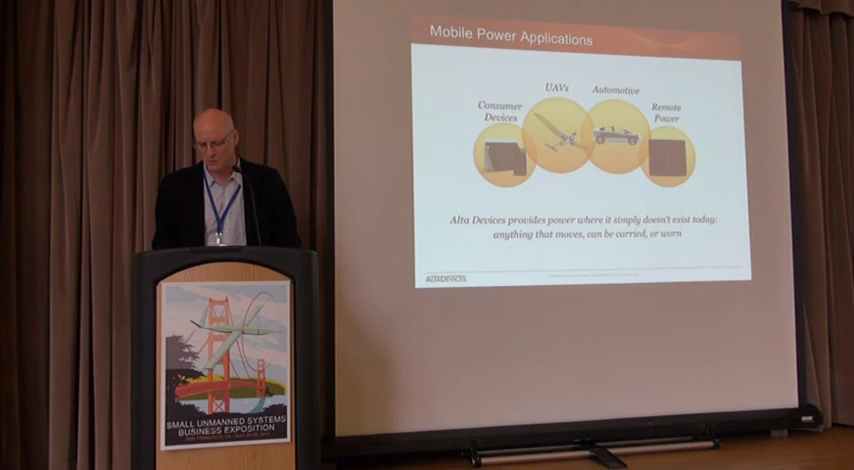 Mobile Power Applications
UAVs
Automotive
Consumer
Devices
Remote
Power
Alta Devices provides power where it simply doesn't exist today:
anything that moves, can be carried, or worn
ALTADEVICES
SMALL UNMANNED SYSTEMS
BUSINESS EXPOSITION